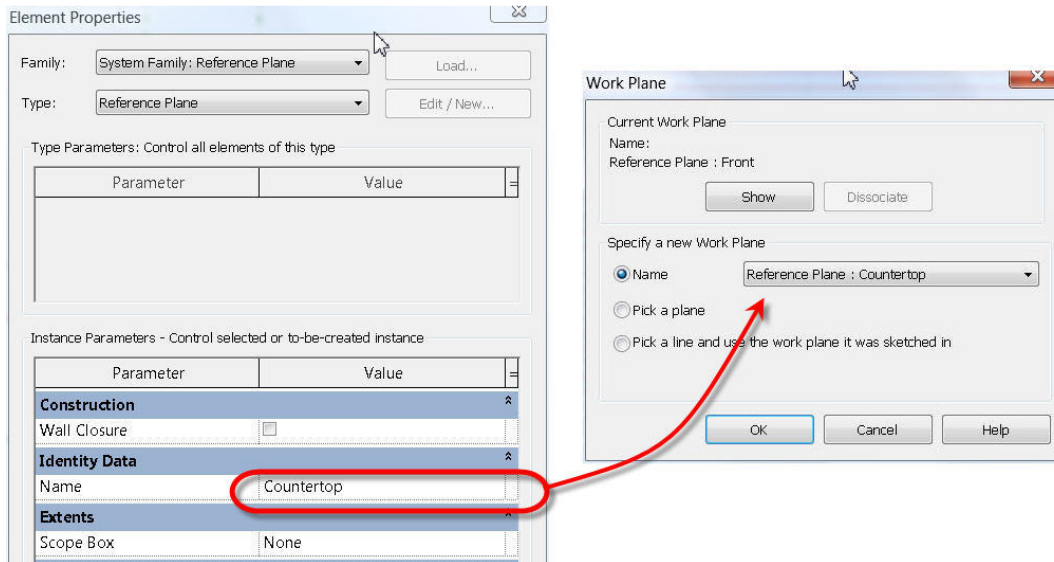 Element Properties
Family: System Family: Reference Plane Load...
Type: Reference Plane Edit / New...
Type Parameters: Control all elements of this type
Parameter Value =
Instance Parameters - Control selected or to-be-created instance
Parameter Value =
Construction
Wall Closure
Identity Data
Name Countertop
Extents
Scope Box None
Work Plane
Current Work Plane
Name:
Reference Plane : Front
Show Dissociate
Specify a new Work Plane
Name Reference Plane : Countertop
Pick a plane
Pick a line and use the work plane it was sketched in
OK Cancel Help